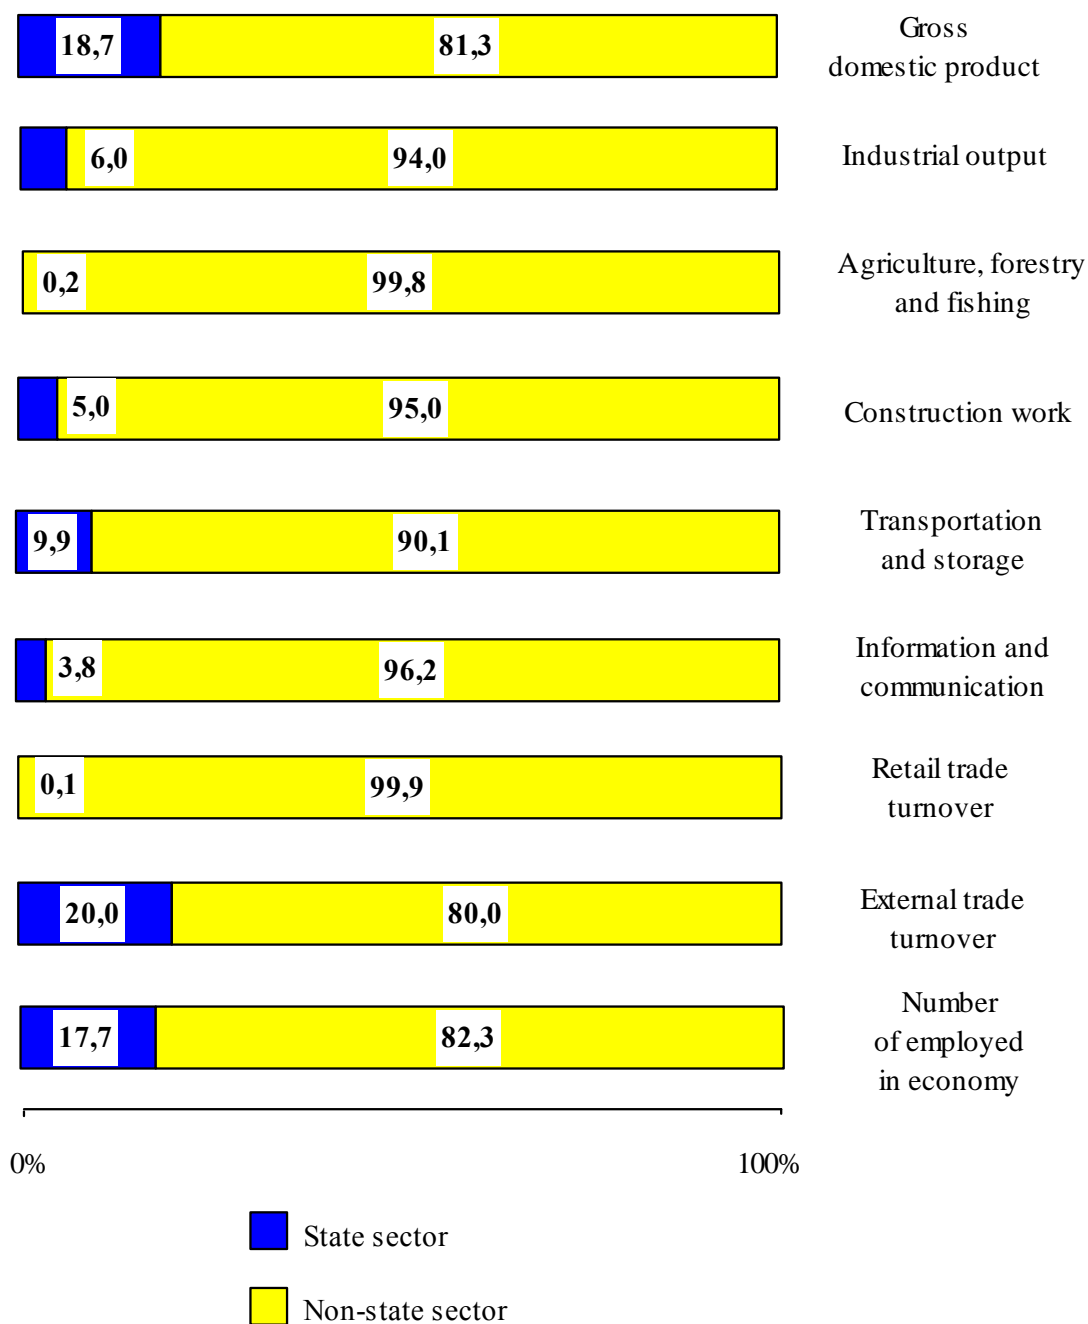 18,7 81,3 Gross
domestic product
6,0 94,0 Industrial output
0,2 99,8 Agriculture, forestry
and fishing
5,0 95,0 Construction work
9,9 90,1 Transportation
and storage
3,8 96,2 Information and
communication
0,1 99,9 Retail trade
turnover
20,0 80,0 External trade
turnover
17,7 82,3 Number
of employed
in economy
0% 100%
State sector
Non-state sector